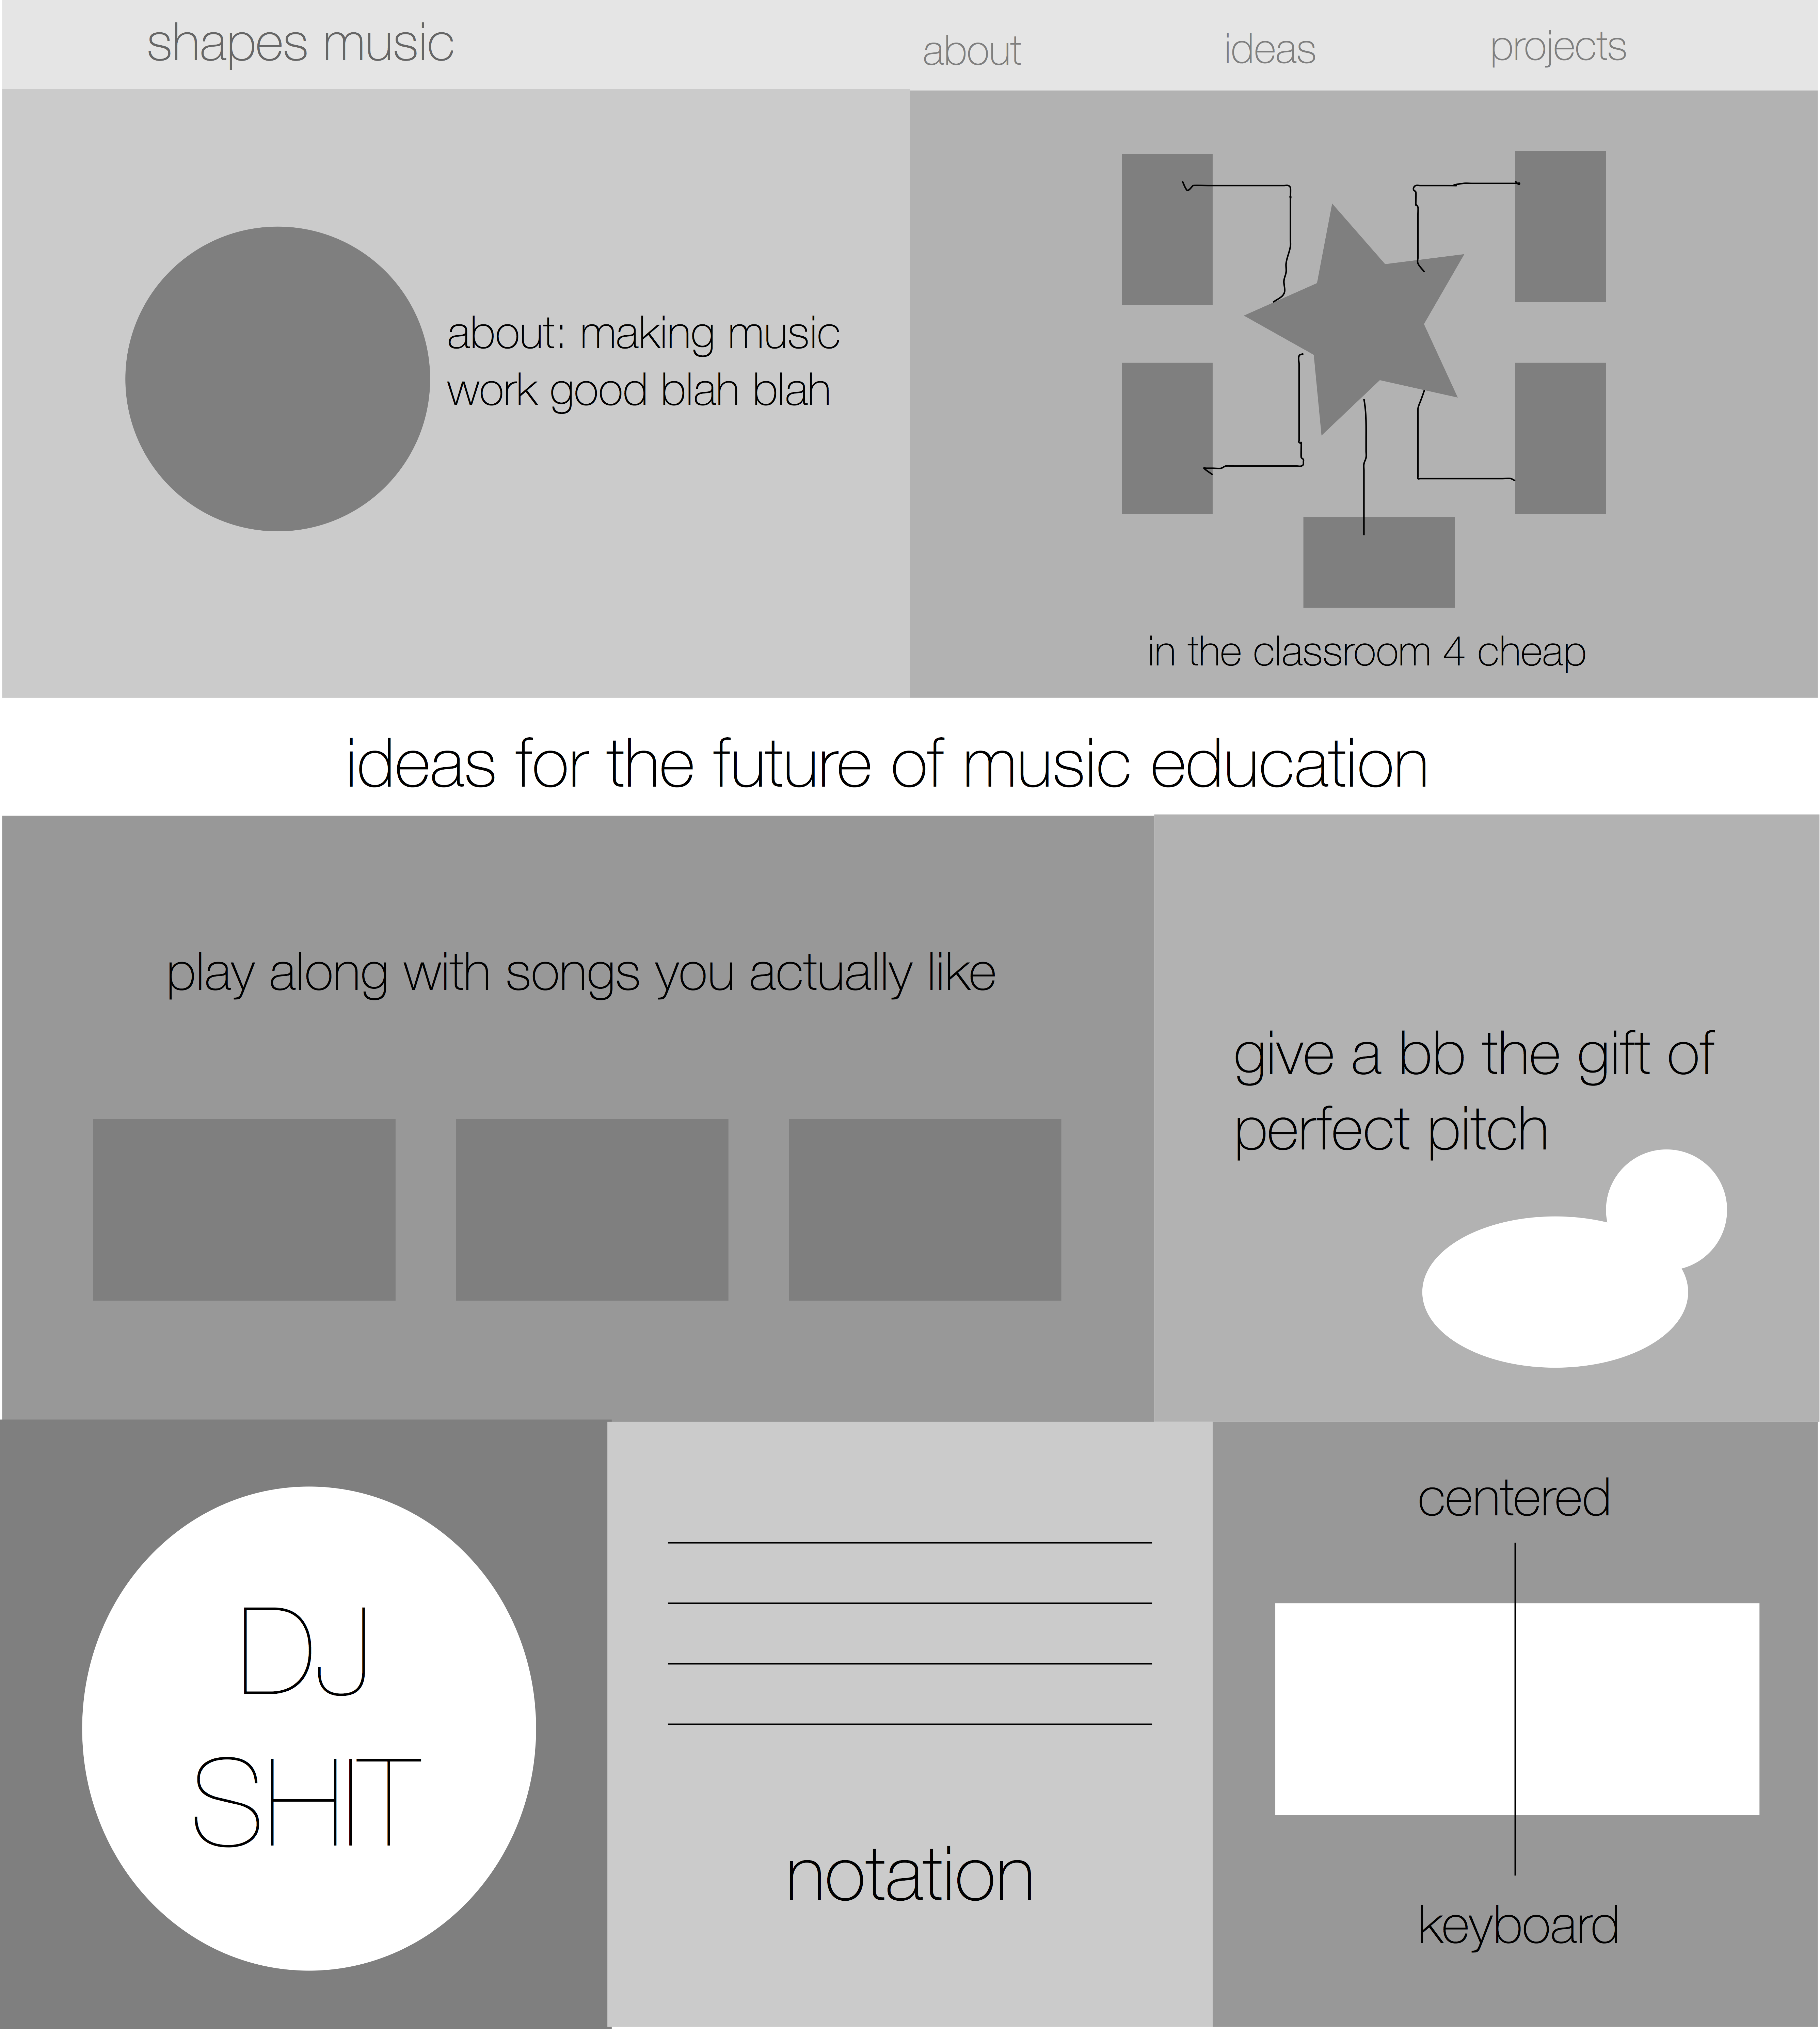 shapes music
about
ideas
projects
about: making music
work good blah blah
in the classroom 4 cheap
ideas for the future of music education
play along with songs you actually like
give a bb the gift of
perfect pitch
DJ
SHIT
notation
centered
keyboard